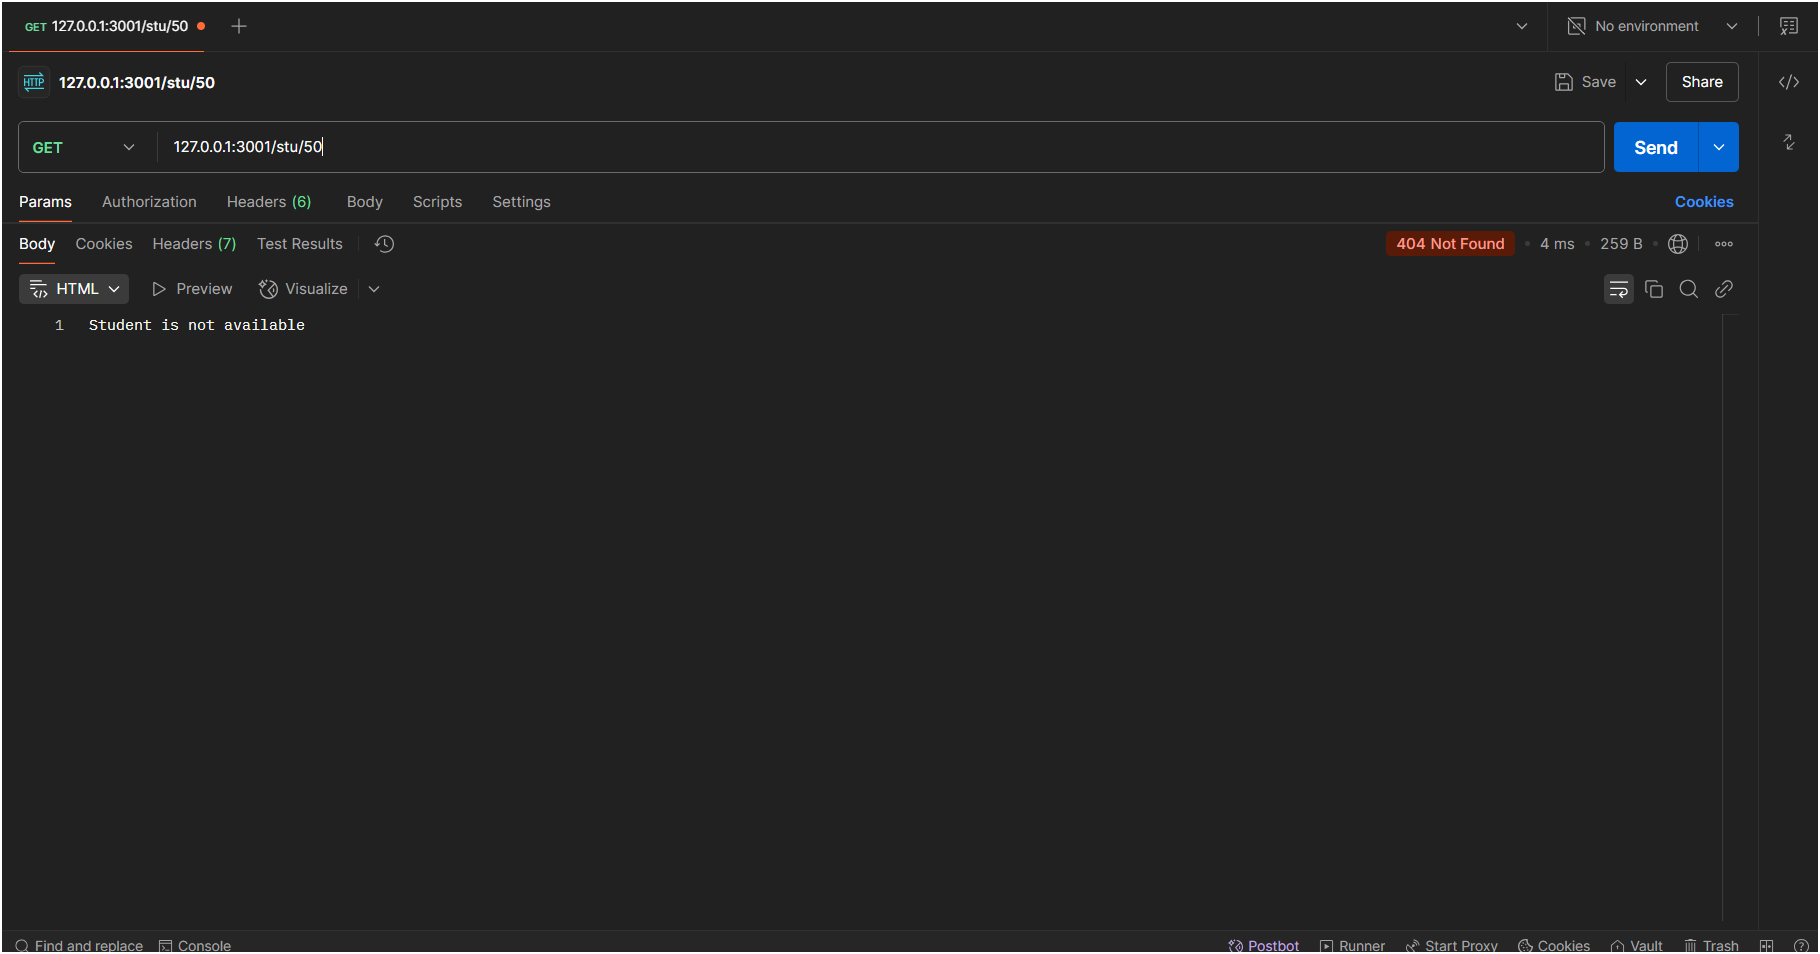 GET 127.0.0.1:3001/stu/50
No environment
HTTP 127.0.0.1:3001/stu/50
Save
Share
GET
127.0.0.1:3001/stu/50
Send
Params Authorization Headers (6) Body Scripts Settings
Cookies
Body Cookies Headers (7) Test Results
404 Not Found • 4 ms • 259 B •
HTML Preview Visualize
1 Student is not available
Find and replace Console
Postbot Runner Start Proxy Cookies Vault Trash